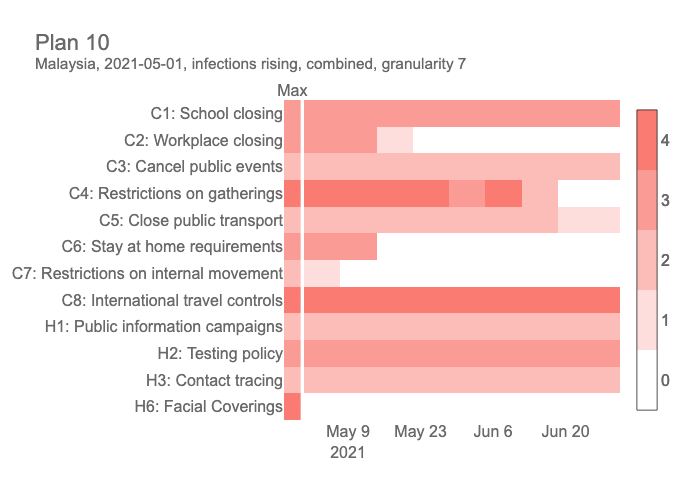 Plan 10
Malaysia, 2021-05-01, infections rising, combined, granularity 7
Max
C1: School closing
C2: Workplace closing
C3: Cancel public events
C4: Restrictions on gatherings
C5: Close public transport
C6: Stay at home requirements
C7: Restrictions on internal movement
C8: International travel controls
H1: Public information campaigns
H2: Testing policy
H3: Contact tracing
H6: Facial Coverings
May 9 May 23 Jun 6 Jun 20
2021
4
3
2
1
0